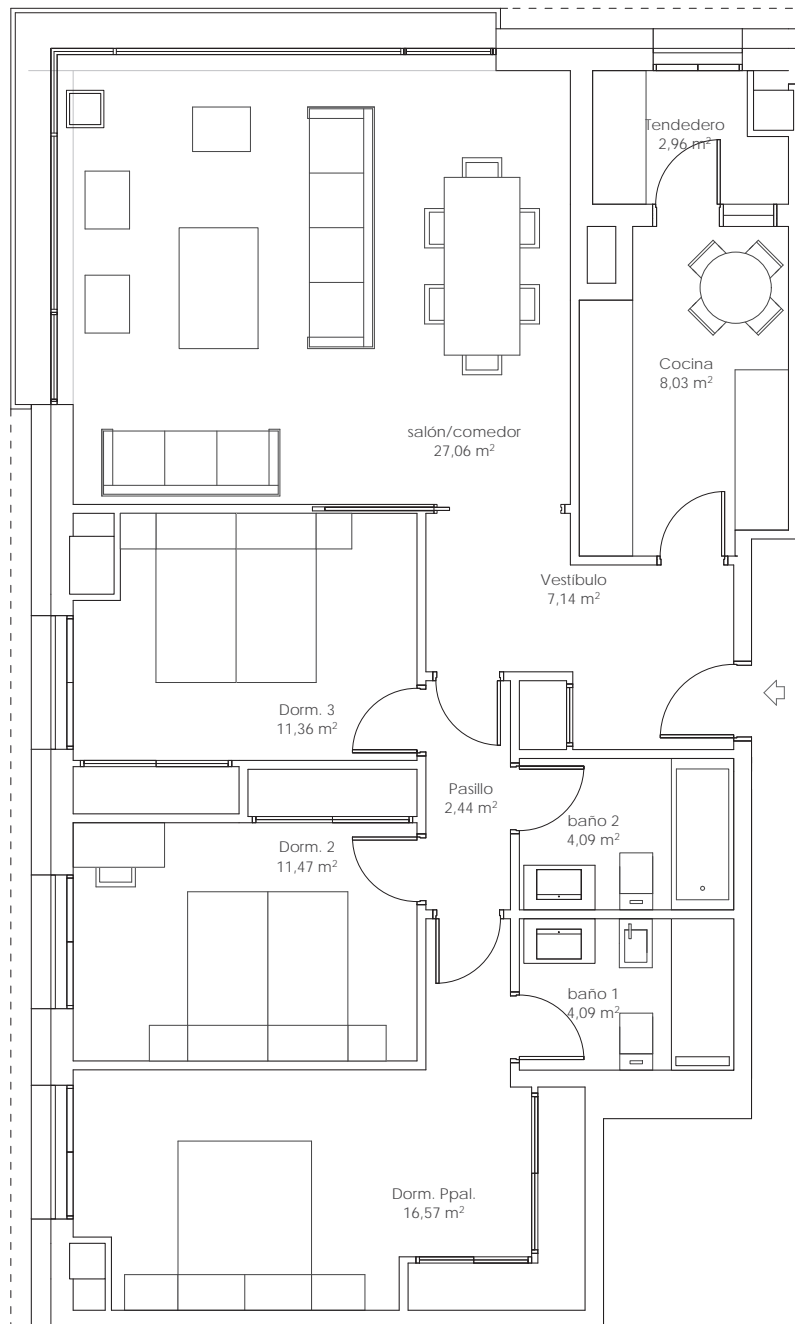 Tendedero
2,96 m²
Cocina
8,03 m²
salón/comedor
27,06 m²
Vestíbulo
7,14 m²
Dorm. 3
11,36 m²
Pasillo
2,44 m²
baño 2
4,09 m²
Dorm. 2
11,47 m²
baño 1
4,09 m²
Dorm. Ppal.
16,57 m²